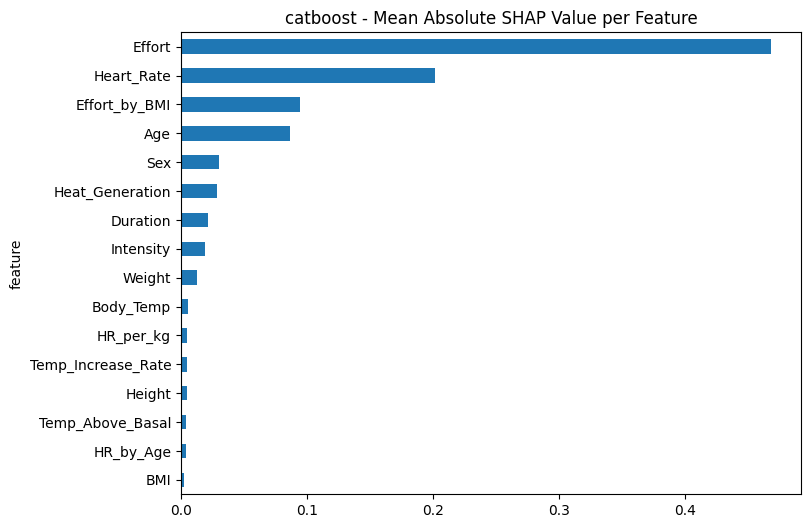 catboost - Mean Absolute SHAP Value per Feature
feature
Effort
Heart_Rate
Effort_by_BMI
Age
Sex
Heat_Generation
Duration
Intensity
Weight
Body_Temp
HR_per_kg
Temp_Increase_Rate
Height
Temp_Above_Basal
HR_by_Age
BMI
0.0 0.1 0.2 0.3 0.4